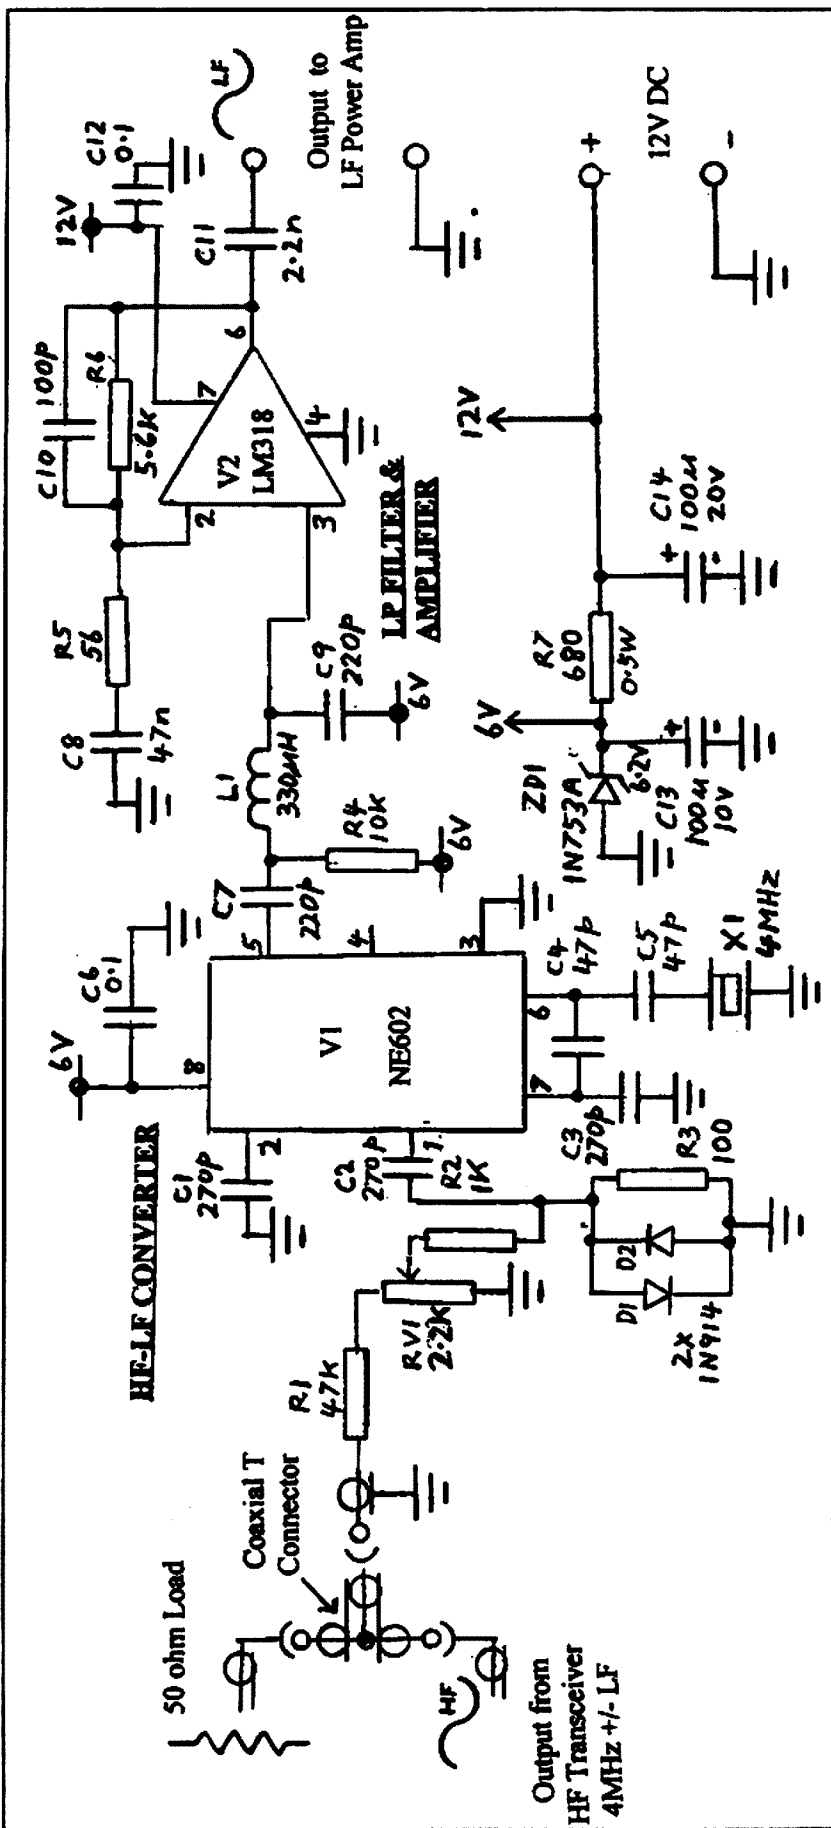 HF-LF CONVERTER
50 ohm Load
Coaxial T
Connector
HF
Output from
HF Transceiver
4MHz +/- LF
R1
47K
RV1
2.2K
R2
1K
C1
270p
C2
270p
2
1
8
6V
C6
0.1
V1
NE602
5
4
3
6
7
C3
270p
R3
100
D1
D2
2X
1N914
C4
47p
C5
47p
X1
4MHz
C7
220p
R4
10K
6V
L1
330µH
C9
220p
6V
C8
47n
R5
56
LP FILTER &
AMPLIFIER
C10
100p
R6
5.6K
2
3
V2
LM318
7
4
6
12V
C12
0.1
C11
2.2n
LF
Output to
LF Power Amp
ZD1
1N753A
6.2V
6V
C13
100µ
10V
+
-
R7
680
0.5W
12V
C14
100µ
20V
+
-
+
12V DC
-